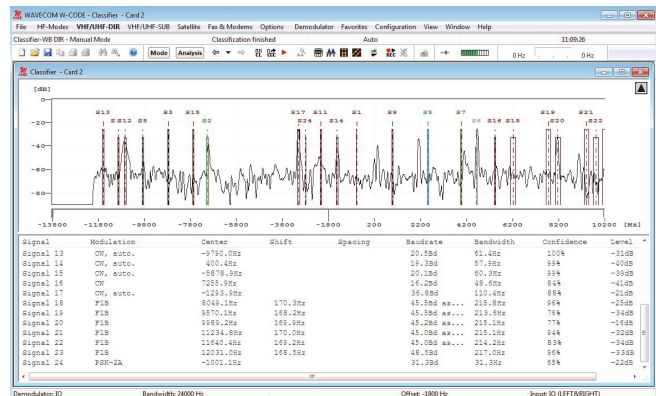 WAVECOM W-CODE - Classifier - Card 2
File HF-Modes VHF/UHF-DIR VHF/UHF-SUB Satellite Fax & Modems Options Demodulator Favorites Configuration View Window Help
Classifier-WB DIR - Manual Mode Classification finished Auto 11:09:26
Mode Analysis REC 0 Hz 0 Hz
Classifier - Card 2
[dB]
0
S13 S3 S15 S17 S11 S1 S9 S5 S7 S19 S21
S12 S8 S2 S24 S14 S6 S16 S18 S20 S22
-20
-40
-60
-80
-13800 -11800 -9800 -7800 -5800 -3800 -1800 200 2200 4200 6200 8200 10200 [Hz]
Signal Modulation Center Shift Spacing Baudrate Bandwidth Confidence Level
Signal 13 CW, auto. -9790.0Hz 20.5Bd 61.4Hz 100% -31dB
Signal 14 CW, auto. 400.4Hz 19.3Bd 57.9Hz 99% -40dB
Signal 15 CW, auto. -5878.9Hz 20.1Bd 60.3Hz 99% -39dB
Signal 16 CW 7255.9Hz 16.2Bd 48.6Hz 84% -41dB
Signal 17 CW, auto. -1293.9Hz 36.8Bd 110.4Hz 88% -21dB
Signal 18 F1B 8049.1Hz 170.3Hz 45.5Bd as... 215.8Hz 96% -25dB
Signal 19 F1B 9570.1Hz 168.2Hz 45.5Bd as... 213.6Hz 76% -34dB
Signal 20 F1B 9989.2Hz 169.9Hz 45.2Bd as... 215.1Hz 77% -16dB
Signal 21 F1B 11234.8Hz 170.0Hz 45.0Bd as... 215.1Hz 94% -32dB
Signal 22 F1B 11640.4Hz 169.2Hz 45.0Bd as... 214.2Hz 83% -34dB
Signal 23 F1B 12031.0Hz 168.5Hz 48.5Bd 217.0Hz 96% -33dB
Signal 24 PSK-2A -1001.1Hz 31.3Bd 31.3Hz 65% -22dB
Demodulator: IQ Bandwidth: 24000 Hz Offset: -1800 Hz Input: IQ (LEFT&RIGHT)